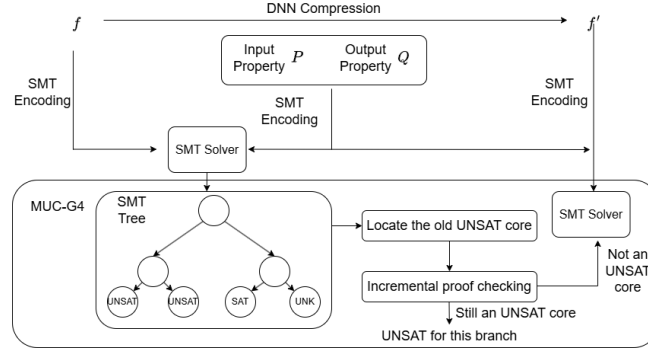 DNN Compression
f
f′
Input
Property P
Output
Property Q
SMT
Encoding
SMT
Encoding
SMT
Encoding
SMT Solver
MUC-G4
SMT
Tree
UNSAT
UNSAT
SAT
UNK
Locate the old UNSAT core
Incremental proof checking
Still an UNSAT core
UNSAT for this branch
SMT Solver
Not an
UNSAT
core